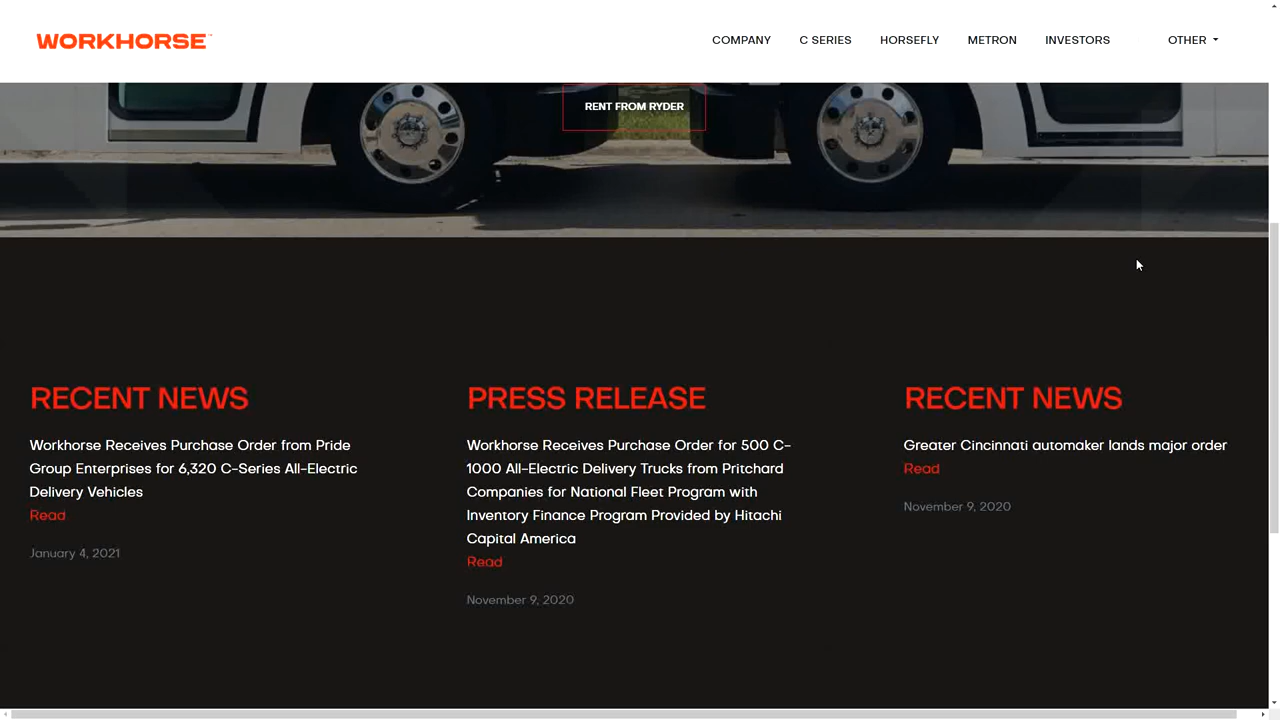 WORKHORSE™
COMPANY
C SERIES
HORSEFLY
METRON
INVESTORS
OTHER
RENT FROM RYDER
RECENT NEWS
Workhorse Receives Purchase Order from Pride
Group Enterprises for 6,320 C-Series All-Electric
Delivery Vehicles
Read
January 4, 2021
PRESS RELEASE
Workhorse Receives Purchase Order for 500 C-
1000 All-Electric Delivery Trucks from Pritchard
Companies for National Fleet Program with
Inventory Finance Program Provided by Hitachi
Capital America
Read
November 9, 2020
RECENT NEWS
Greater Cincinnati automaker lands major order
Read
November 9, 2020